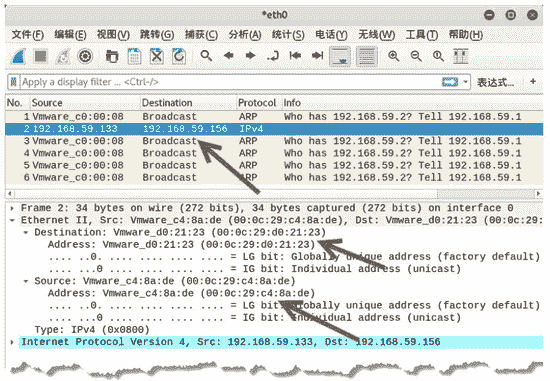 *eth0
文件(F) 编辑(E) 视图(V) 跳转(G) 捕获(C) 分析(A) 统计(S) 电话(Y) 无线(W) 工具(T) 帮助(H)
Apply a display filter ... <Ctrl-/> 表达式… +
No. Source Destination Protocol Info
1 Vmware_c0:00:08 Broadcast ARP Who has 192.168.59.2? Tell 192.168.59.1
2 192.168.59.133 192.168.59.156 IPv4
3 Vmware_c0:00:08 Broadcast ARP Who has 192.168.59.2? Tell 192.168.59.1
4 Vmware_c0:00:08 Broadcast ARP Who has 192.168.59.2? Tell 192.168.59.1
5 Vmware_c0:00:08 Broadcast ARP Who has 192.168.59.2? Tell 192.168.59.1
6 Vmware_c0:00:08 Broadcast ARP Who has 192.168.59.2? Tell 192.168.59.1
Frame 2: 34 bytes on wire (272 bits), 34 bytes captured (272 bits) on interface 0
Ethernet II, Src: Vmware_c4:8a:de (00:0c:29:c4:8a:de), Dst: Vmware_d0:21:23 (00:0c:29:
Destination: Vmware_d0:21:23 (00:0c:29:d0:21:23)
Address: Vmware_d0:21:23 (00:0c:29:d0:21:23)
.... ..0. .... .... .... .... = LG bit: Globally unique address (factory default)
.... ...0 .... .... .... .... = IG bit: Individual address (unicast)
Source: Vmware_c4:8a:de (00:0c:29:c4:8a:de)
Address: Vmware_c4:8a:de (00:0c:29:c4:8a:de)
.... ..0. .... .... .... .... = LG bit: Globally unique address (factory default)
.... ...0 .... .... .... .... = IG bit: Individual address (unicast)
Type: IPv4 (0x0800)
Internet Protocol Version 4, Src: 192.168.59.133, Dst: 192.168.59.156